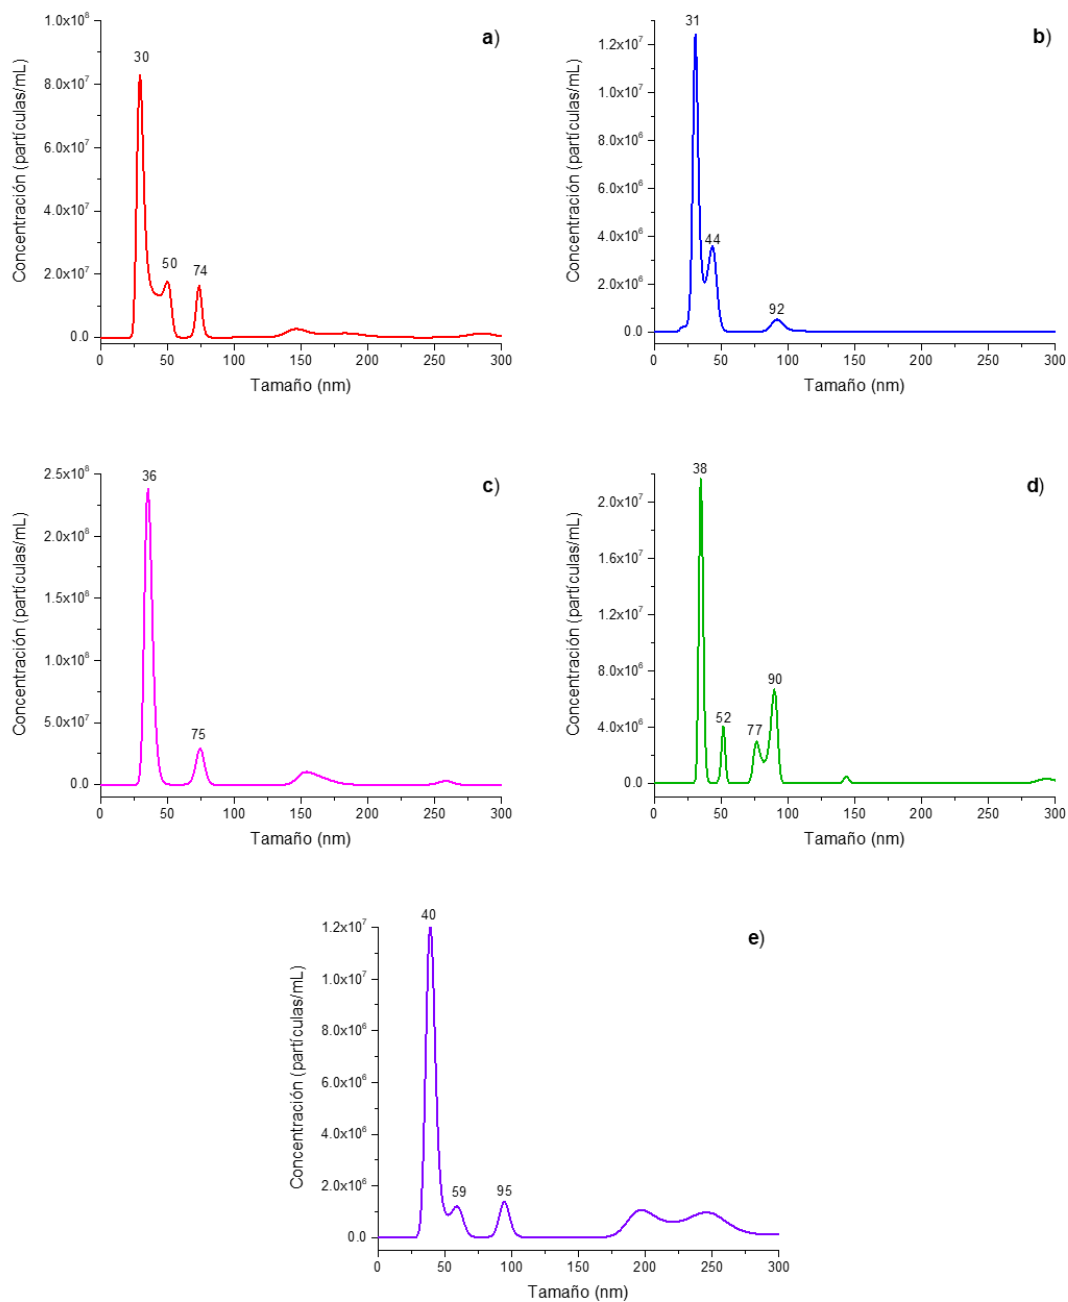 a)
Concentración (partículas/mL)
1.0x10⁸
8.0x10⁷
6.0x10⁷
4.0x10⁷
2.0x10⁷
0.0
30
50
74
0 50 100 150 200 250 300
Tamaño (nm)
b)
Concentración (partículas/mL)
1.2x10⁷
1.0x10⁷
8.0x10⁶
6.0x10⁶
4.0x10⁶
2.0x10⁶
0.0
31
44
92
0 50 100 150 200 250 300
Tamaño (nm)
c)
Concentración (partículas/mL)
2.5x10⁸
2.0x10⁸
1.5x10⁸
1.0x10⁸
5.0x10⁷
0.0
36
75
0 50 100 150 200 250 300
Tamaño (nm)
d)
Concentración (partículas/mL)
2.0x10⁷
1.6x10⁷
1.2x10⁷
8.0x10⁶
4.0x10⁶
0.0
38
52
77
90
0 50 100 150 200 250 300
Tamaño (nm)
e)
Concentración (partículas/mL)
1.2x10⁷
1.0x10⁷
8.0x10⁶
6.0x10⁶
4.0x10⁶
2.0x10⁶
0.0
40
59
95
0 50 100 150 200 250 300
Tamaño (nm)